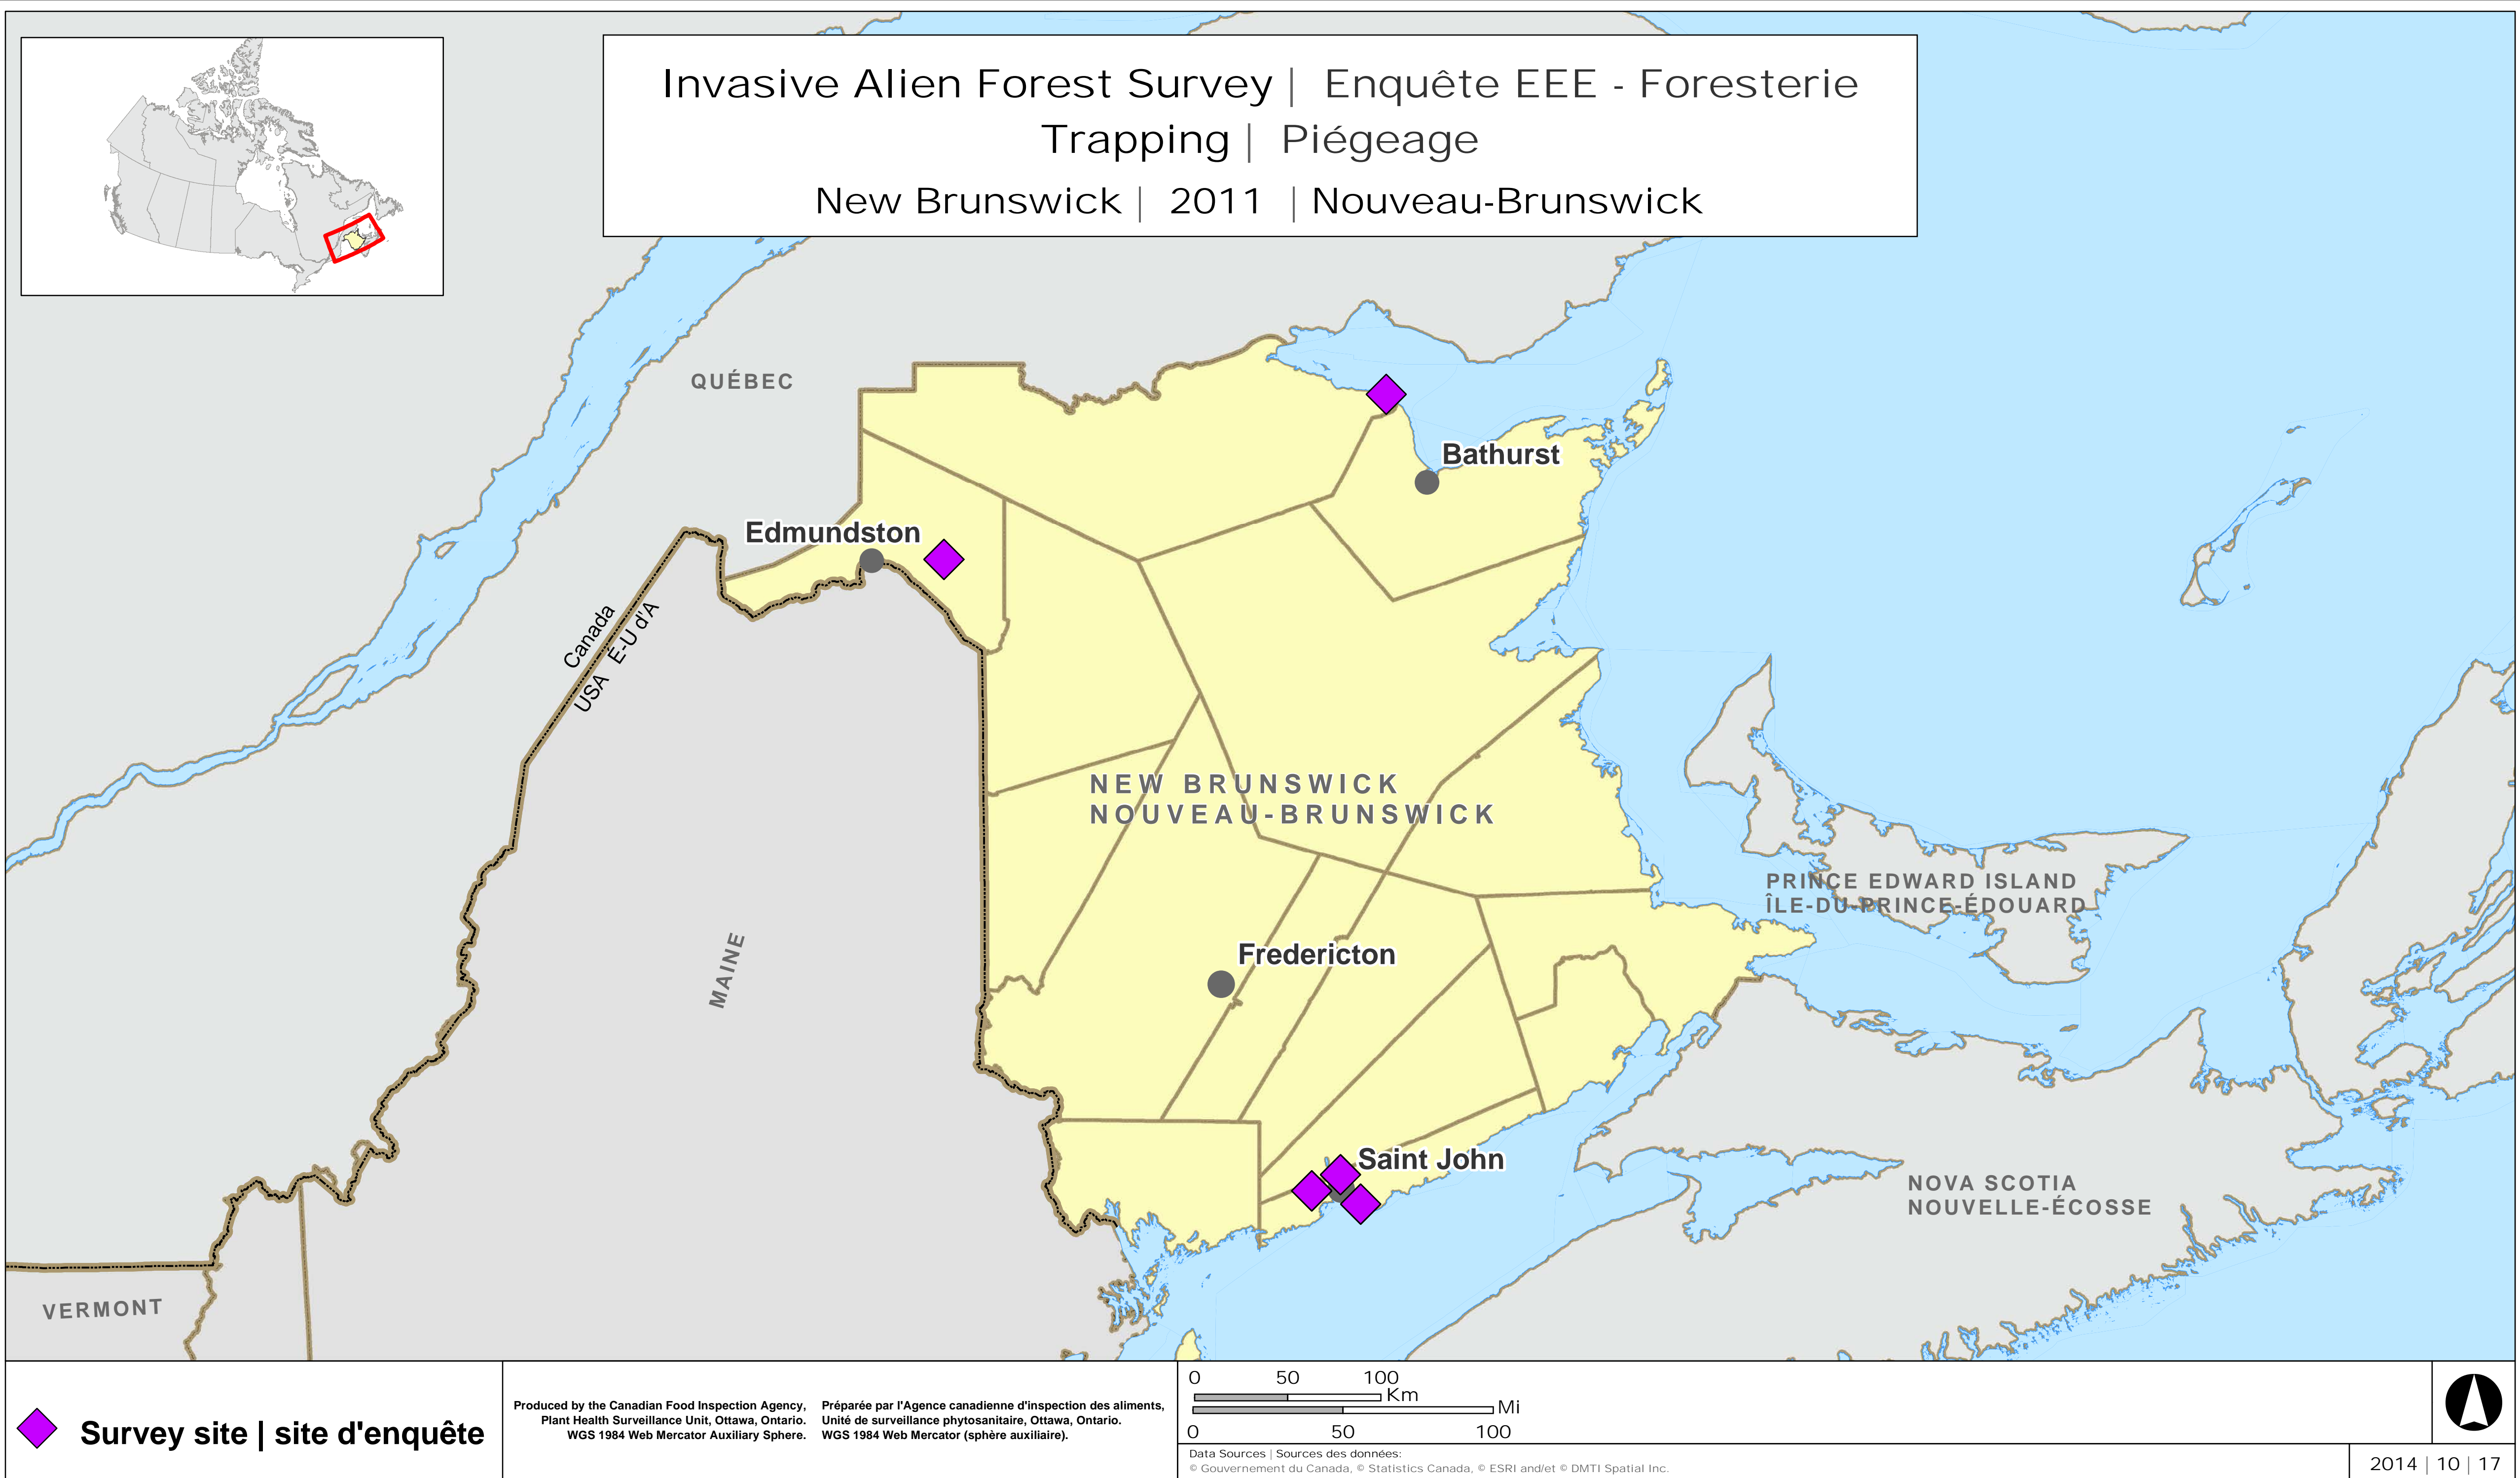 Invasive Alien Forest Survey | Enquête EEE - Foresterie
Trapping | Piégeage
New Brunswick | 2011 | Nouveau-Brunswick
QUÉBEC
Bathurst
Edmundston
Canada
USA E-U d'A
NEW BRUNSWICK
NOUVEAU-BRUNSWICK
PRINCE EDWARD ISLAND
ÎLE-DU-PRINCE-ÉDOUARD
MAINE
Fredericton
Saint John
NOVA SCOTIA
NOUVELLE-ÉCOSSE
VERMONT
Survey site | site d'enquête
Produced by the Canadian Food Inspection Agency,
Plant Health Surveillance Unit, Ottawa, Ontario.
WGS 1984 Web Mercator Auxiliary Sphere.
Préparée par l'Agence canadienne d'inspection des aliments,
Unité de surveillance phytosanitaire, Ottawa, Ontario.
WGS 1984 Web Mercator (sphère auxiliaire).
0 50 100
Km
Mi
0 50 100
Data Sources | Sources des données:
© Gouvernement du Canada, © Statistics Canada, © ESRI and/et © DMTI Spatial Inc.
2014 | 10 | 17